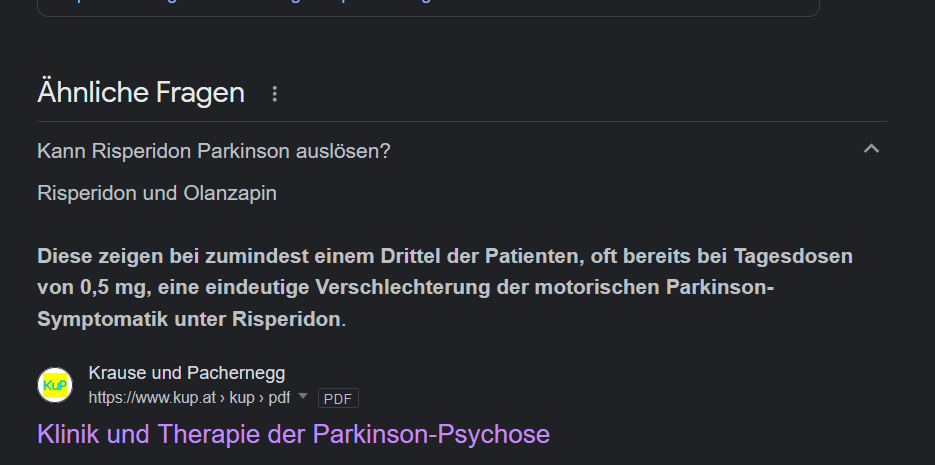 Ähnliche Fragen
Kann Risperidon Parkinson auslösen?
Risperidon und Olanzapin
Diese zeigen bei zumindest einem Drittel der Patienten, oft bereits bei Tagesdosen
von 0,5 mg, eine eindeutige Verschlechterung der motorischen Parkinson-
Symptomatik unter Risperidon.
KuP
Krause und Pachernegg
https://www.kup.at › kup › pdf
PDF
Klinik und Therapie der Parkinson-Psychose